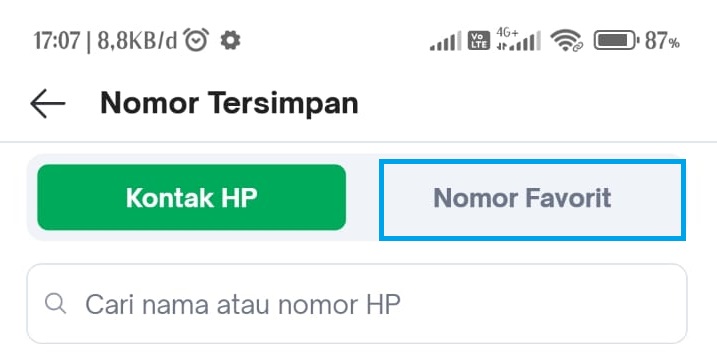 17:07 | 8,8KB/d Vo LTE 4G+ 87%
Nomor Tersimpan
Kontak HP Nomor Favorit
Cari nama atau nomor HP